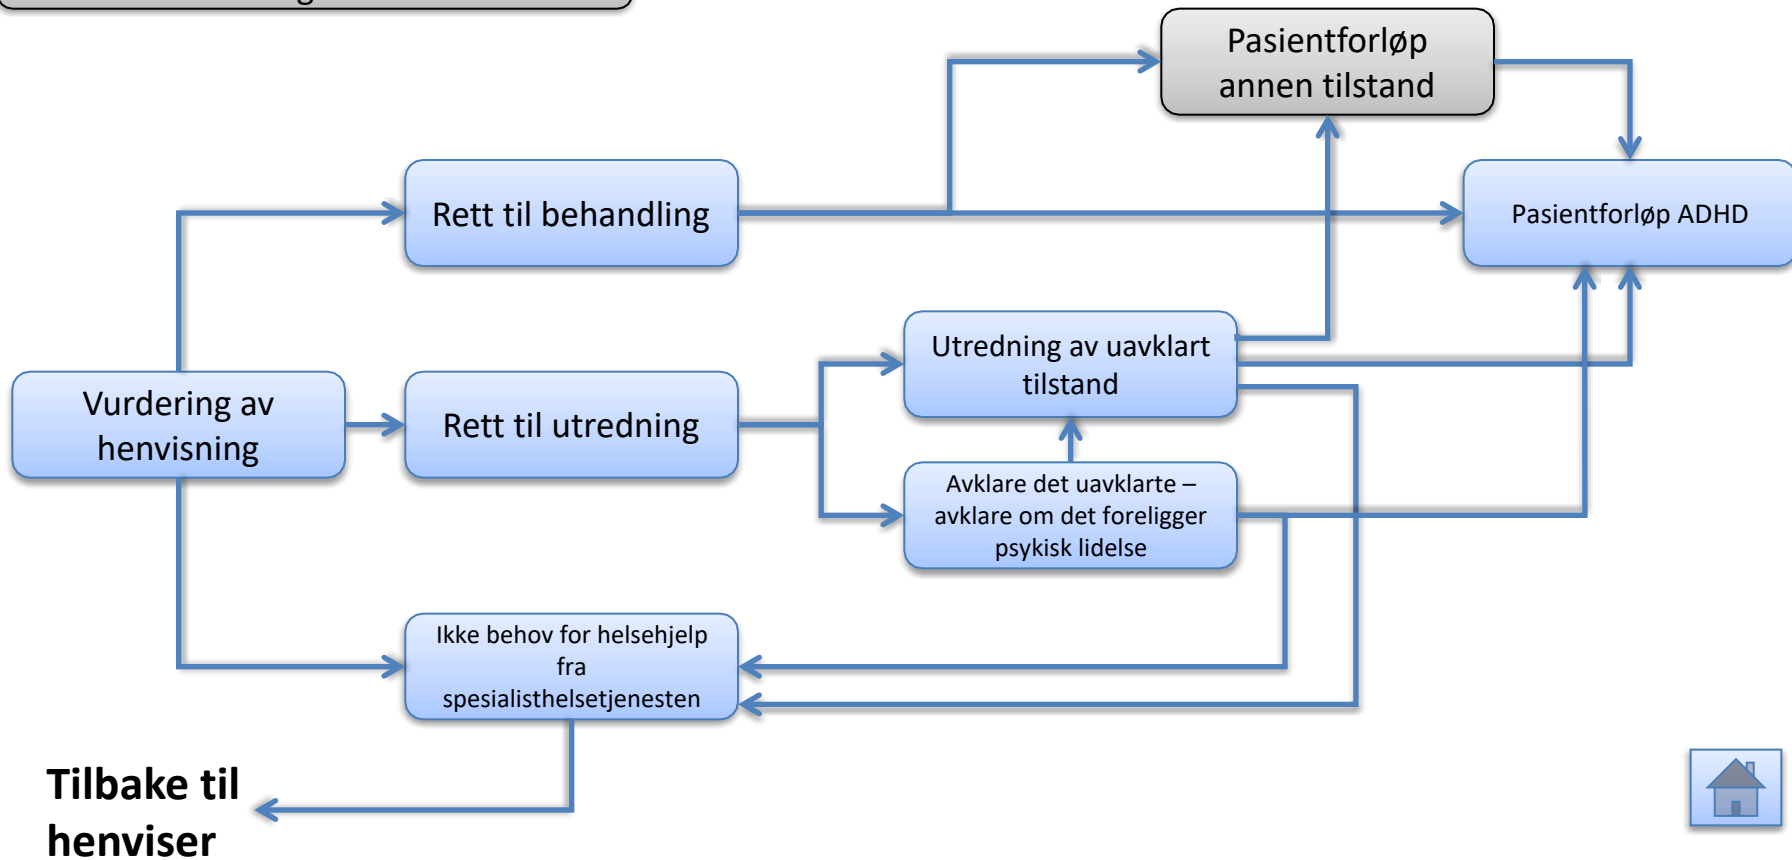 Pasientforløp
annen tilstand
Rett til behandling
Pasientforløp ADHD
Utredning av uavklart
tilstand
Vurdering av
henvisning
Rett til utredning
Avklare det uavklarte –
avklare om det foreligger
psykisk lidelse
Ikke behov for helsehjelp
fra
spesialisthelsetjenesten
Tilbake til
henviser